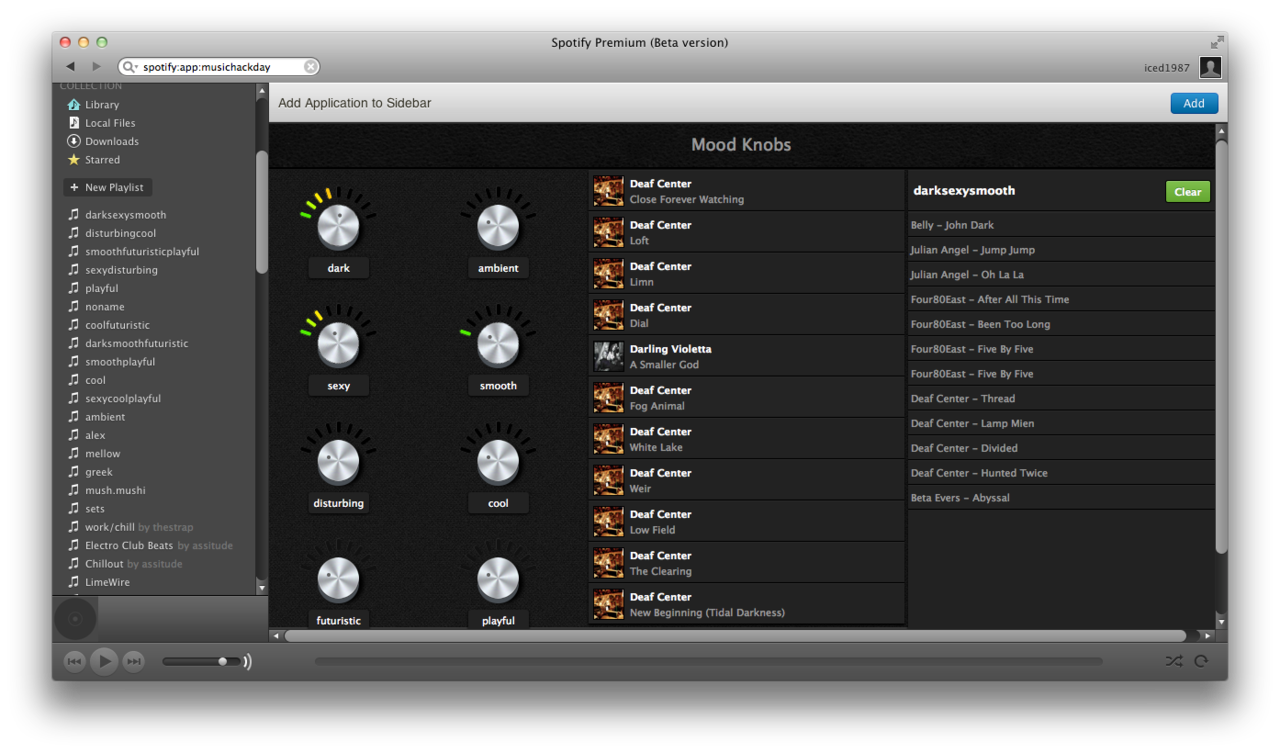 Spotify Premium (Beta version)
spotify:app:musichackday
iced1987
COLLECTION
Library
Local Files
Downloads
Starred
+ New Playlist
darksexysmooth
disturbingcool
smoothfuturisticplayful
sexydisturbing
playful
noname
coolfuturistic
darksmoothfuturistic
smoothplayful
cool
sexycoolplayful
ambient
alex
mellow
greek
mush.mushi
sets
work/chill by thestrap
Electro Club Beats by assitude
Chillout by assitude
LimeWire
Add Application to Sidebar
Add
Mood Knobs
dark
ambient
sexy
smooth
disturbing
cool
futuristic
playful
Deaf Center
Close Forever Watching
Deaf Center
Loft
Deaf Center
Limn
Deaf Center
Dial
Darling Violetta
A Smaller God
Deaf Center
Fog Animal
Deaf Center
White Lake
Deaf Center
Weir
Deaf Center
Low Field
Deaf Center
The Clearing
Deaf Center
New Beginning (Tidal Darkness)
darksexysmooth
Clear
Belly – John Dark
Julian Angel – Jump Jump
Julian Angel – Oh La La
Four80East – After All This Time
Four80East – Been Too Long
Four80East – Five By Five
Four80East – Five By Five
Deaf Center – Thread
Deaf Center – Lamp Mien
Deaf Center – Divided
Deaf Center – Hunted Twice
Beta Evers – Abyssal